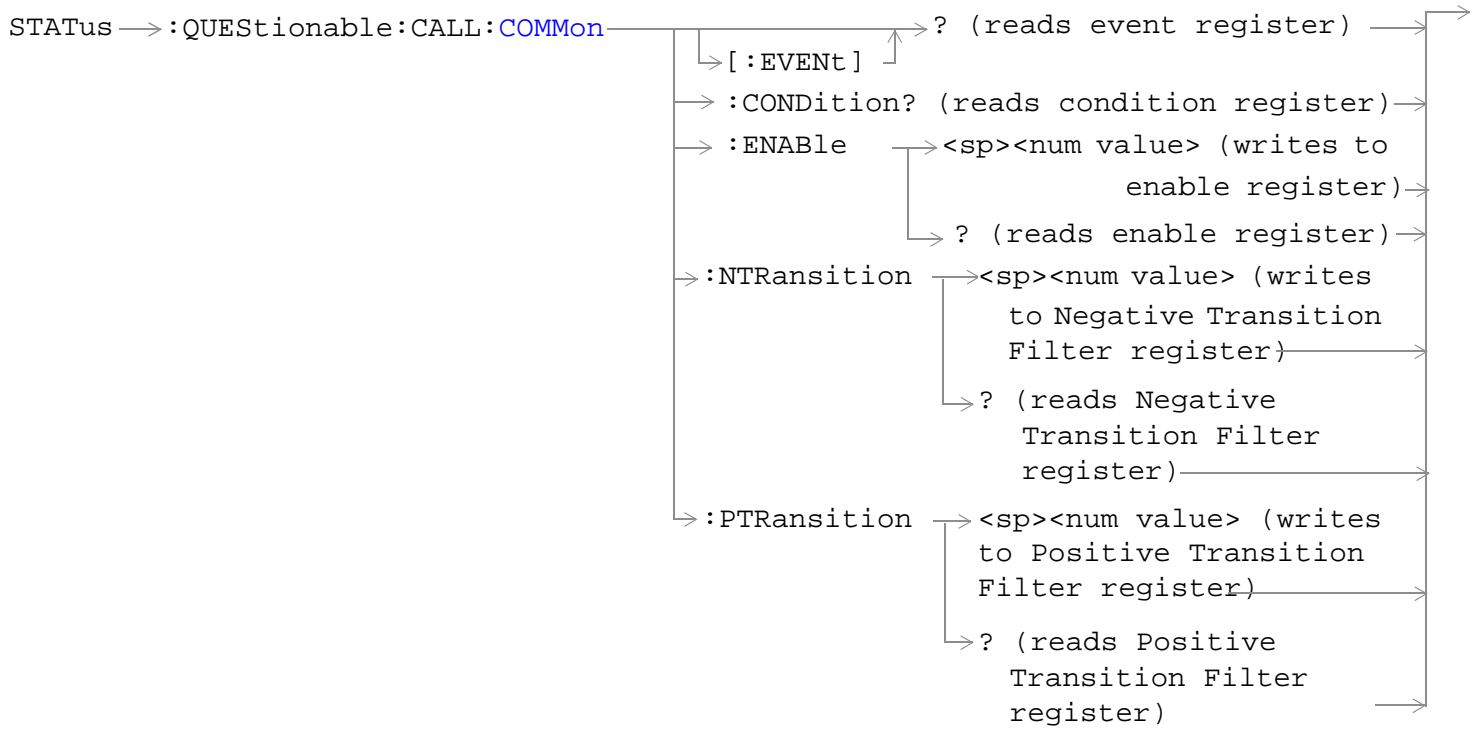 STATus :QUEStionable:CALL:COMMon ? (reads event register)
[:EVENt]
:CONDition? (reads condition register)
:ENABle <sp><num value> (writes to
enable register)
? (reads enable register)
:NTRansition <sp><num value> (writes
to Negative Transition
Filter register)
? (reads Negative
Transition Filter
register)
:PTRansition <sp><num value> (writes
to Positive Transition
Filter register)
? (reads Positive
Transition Filter
register)